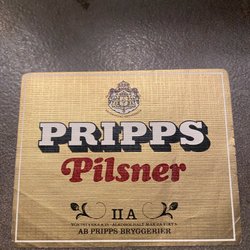 PRIPPS
Pilsner
II A
AB PRIPPS BRYGGERIER